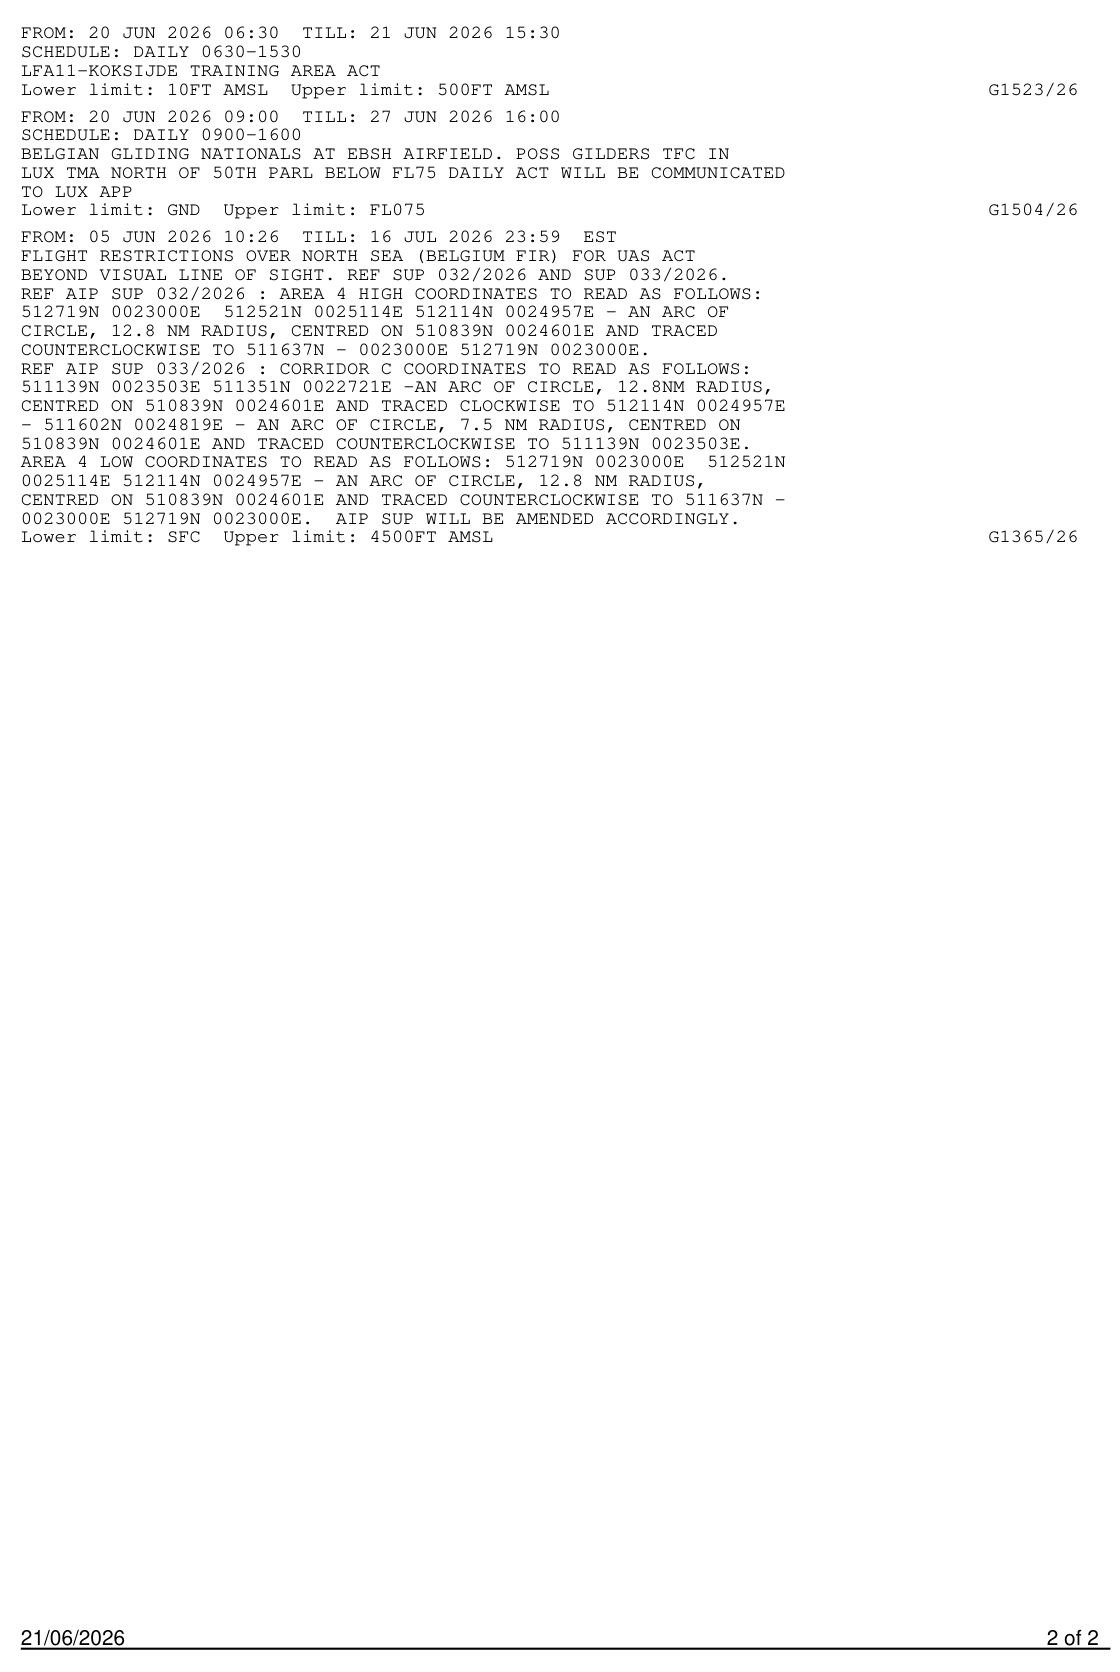 FROM: 20 JUN 2026 06:30  TILL: 21 JUN 2026 15:30
SCHEDULE: DAILY 0630-1530
LFA11-KOKSIJDE TRAINING AREA ACT
Lower limit: 10FT AMSL  Upper limit: 500FT AMSL G1523/26
FROM: 20 JUN 2026 09:00  TILL: 27 JUN 2026 16:00
SCHEDULE: DAILY 0900-1600
BELGIAN GLIDING NATIONALS AT EBSH AIRFIELD. POSS GILDERS TFC IN
LUX TMA NORTH OF 50TH PARL BELOW FL75 DAILY ACT WILL BE COMMUNICATED
TO LUX APP
Lower limit: GND  Upper limit: FL075 G1504/26
FROM: 05 JUN 2026 10:26  TILL: 16 JUL 2026 23:59  EST
FLIGHT RESTRICTIONS OVER NORTH SEA (BELGIUM FIR) FOR UAS ACT
BEYOND VISUAL LINE OF SIGHT. REF SUP 032/2026 AND SUP 033/2026.
REF AIP SUP 032/2026 : AREA 4 HIGH COORDINATES TO READ AS FOLLOWS:
512719N 0023000E  512521N 0025114E 512114N 0024957E - AN ARC OF
CIRCLE, 12.8 NM RADIUS, CENTRED ON 510839N 0024601E AND TRACED
COUNTERCLOCKWISE TO 511637N - 0023000E 512719N 0023000E.
REF AIP SUP 033/2026 : CORRIDOR C COORDINATES TO READ AS FOLLOWS:
511139N 0023503E 511351N 0022721E -AN ARC OF CIRCLE, 12.8NM RADIUS,
CENTRED ON 510839N 0024601E AND TRACED CLOCKWISE TO 512114N 0024957E
- 511602N 0024819E - AN ARC OF CIRCLE, 7.5 NM RADIUS, CENTRED ON
510839N 0024601E AND TRACED COUNTERCLOCKWISE TO 511139N 0023503E.
AREA 4 LOW COORDINATES TO READ AS FOLLOWS: 512719N 0023000E  512521N
0025114E 512114N 0024957E - AN ARC OF CIRCLE, 12.8 NM RADIUS,
CENTRED ON 510839N 0024601E AND TRACED COUNTERCLOCKWISE TO 511637N -
0023000E 512719N 0023000E.  AIP SUP WILL BE AMENDED ACCORDINGLY.
Lower limit: SFC  Upper limit: 4500FT AMSL G1365/26
21/06/2026 2 of 2